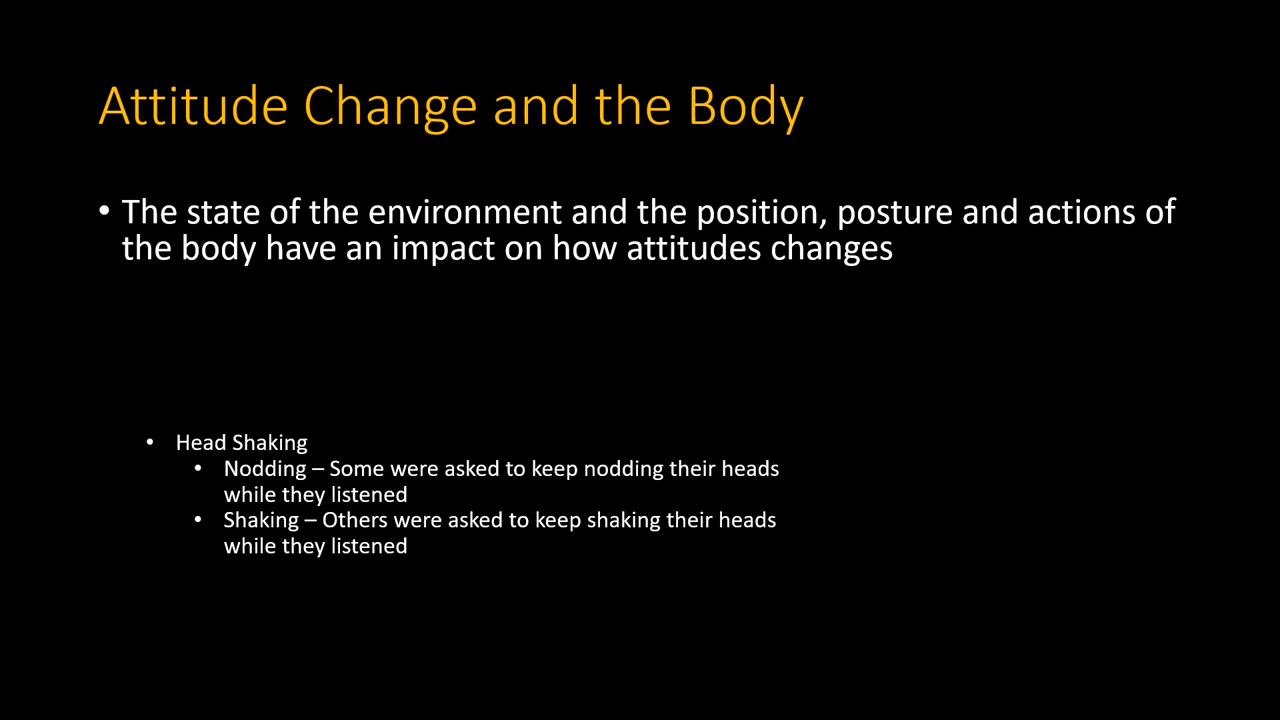 Attitude Change and the Body
• The state of the environment and the position, posture and actions of
the body have an impact on how attitudes changes
• Head Shaking
• Nodding – Some were asked to keep nodding their heads
while they listened
• Shaking – Others were asked to keep shaking their heads
while they listened